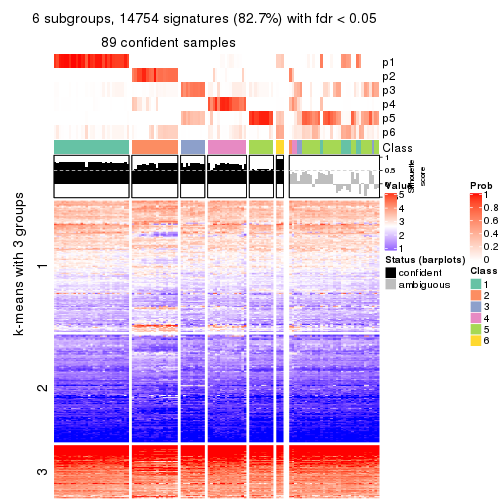 6 subgroups, 14754 signatures (82.7%) with fdr < 0.05
89 confident samples
p1
p2
p3
p4
p5
p6
Class
1
0.5
0
Silhouette
score
k-means with 3 groups
1
2
3
Value
5
4
3
2
1
Status (barplots)
confident
ambiguous
Prob
1
0.8
0.6
0.4
0.2
0
Class
1
2
3
4
5
6